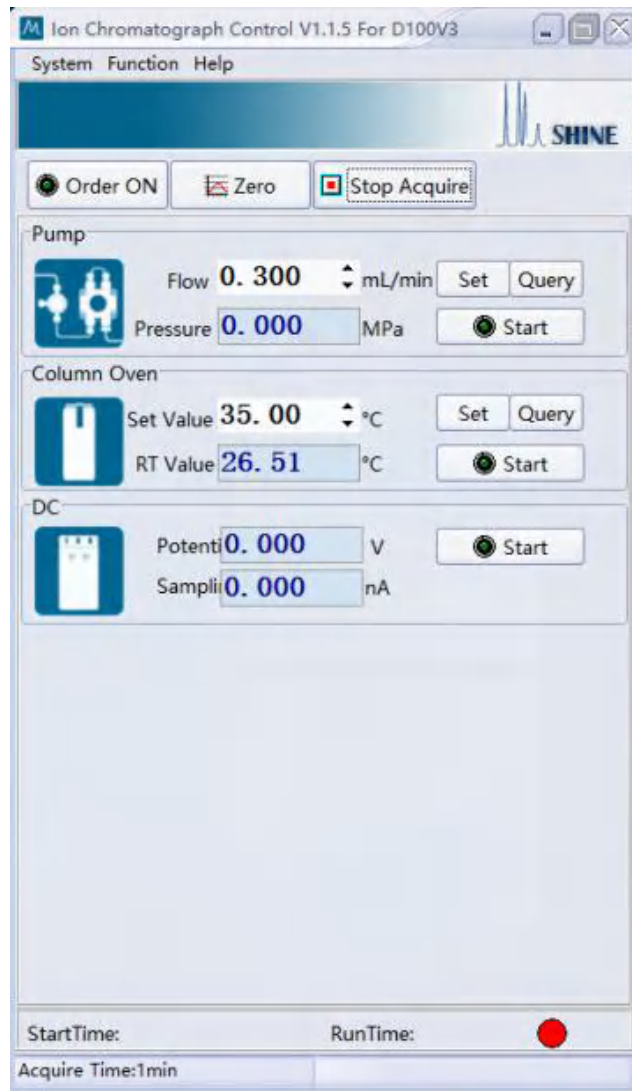 Ion Chromatograph Control V1.1.5 For D100V3
System Function Help
SHINE
Order ON Zero Stop Acquire
Pump
Flow 0.300 mL/min Set Query
Pressure 0.000 MPa Start
Column Oven
Set Value 35.00 °C Set Query
RT Value 26.51 °C Start
DC
Potenti 0.000 V Start
Sampli 0.000 nA
StartTime: RunTime:
Acquire Time:1min